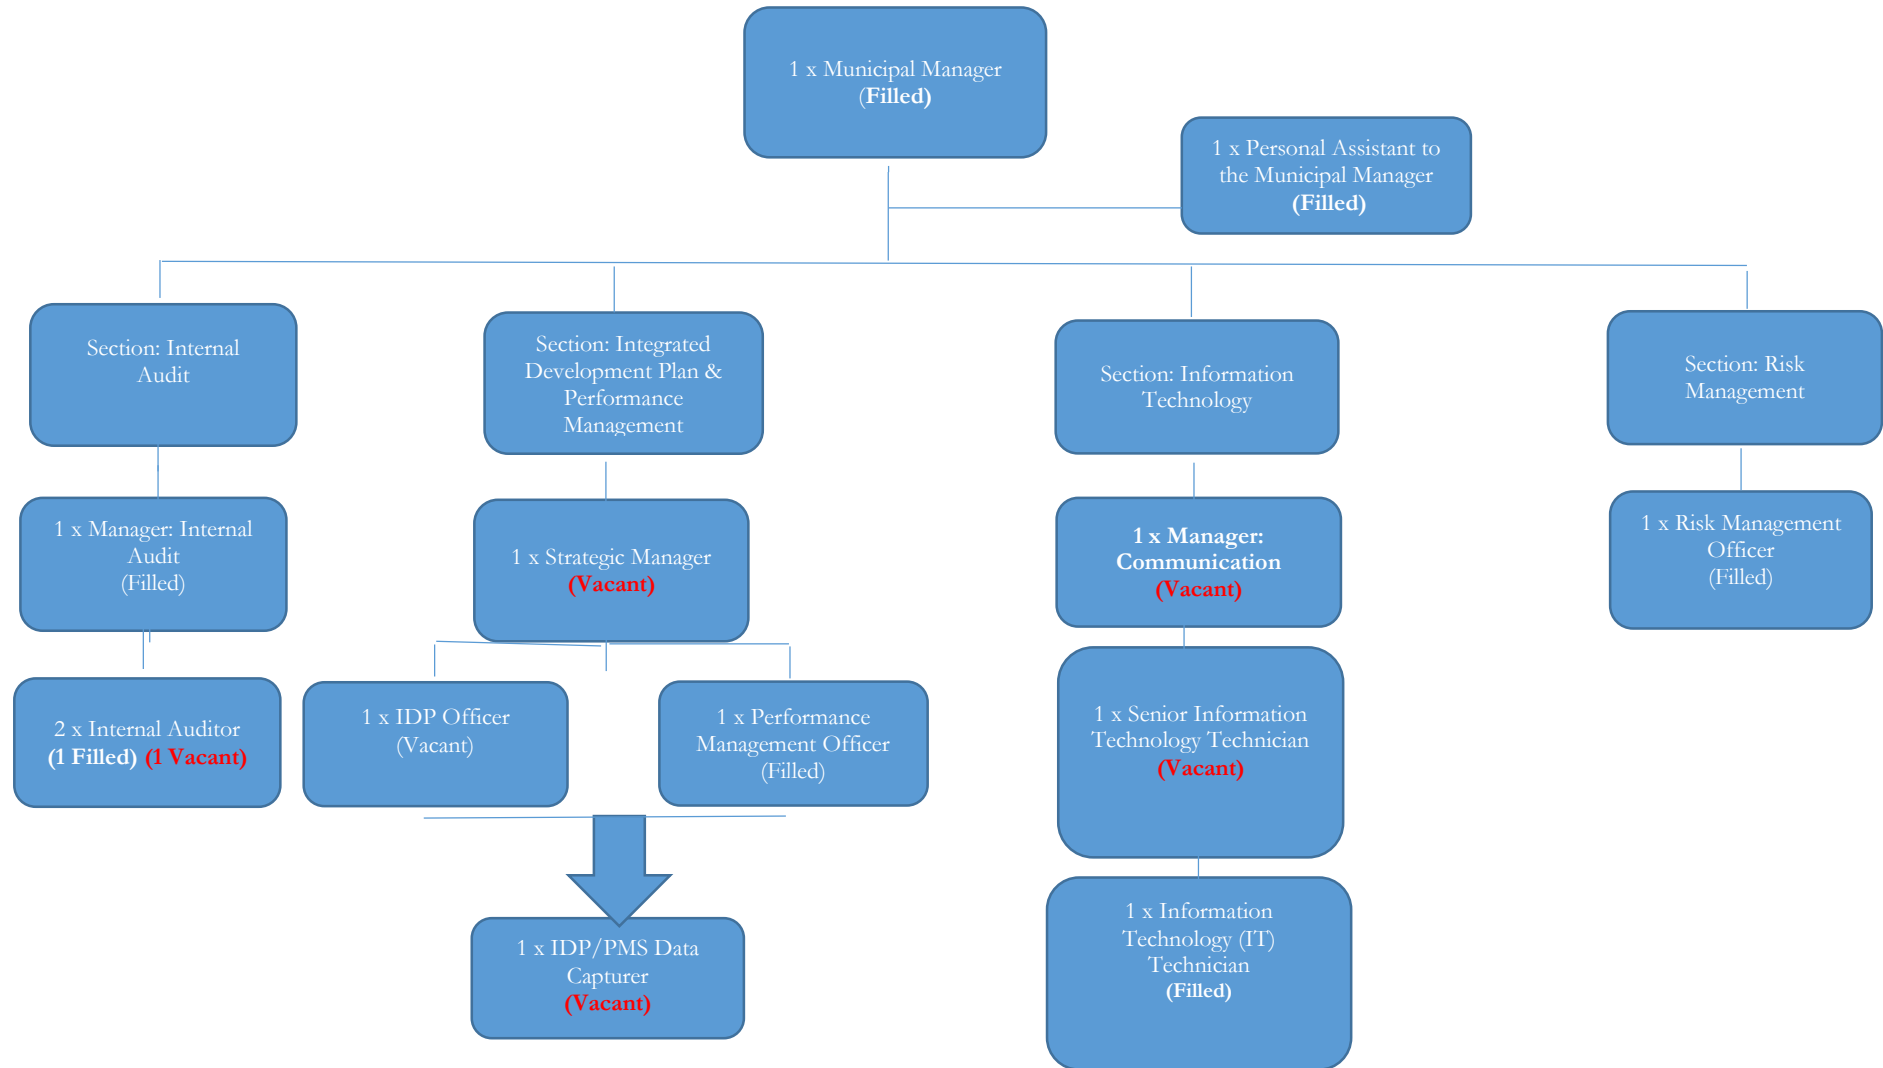 1 x Municipal Manager
(Filled)
1 x Personal Assistant to
the Municipal Manager
(Filled)
Section: Internal
Audit
Section: Integrated
Development Plan &
Performance
Management
Section: Information
Technology
Section: Risk
Management
1 x Manager: Internal
Audit
(Filled)
1 x Strategic Manager
(Vacant)
1 x Manager:
Communication
(Vacant)
1 x Risk Management
Officer
(Filled)
2 x Internal Auditor
(1 Filled) (1 Vacant)
1 x IDP Officer
(Vacant)
1 x Performance
Management Officer
(Filled)
1 x Senior Information
Technology Technician
(Vacant)
1 x IDP/PMS Data
Capturer
(Vacant)
1 x Information
Technology (IT)
Technician
(Filled)